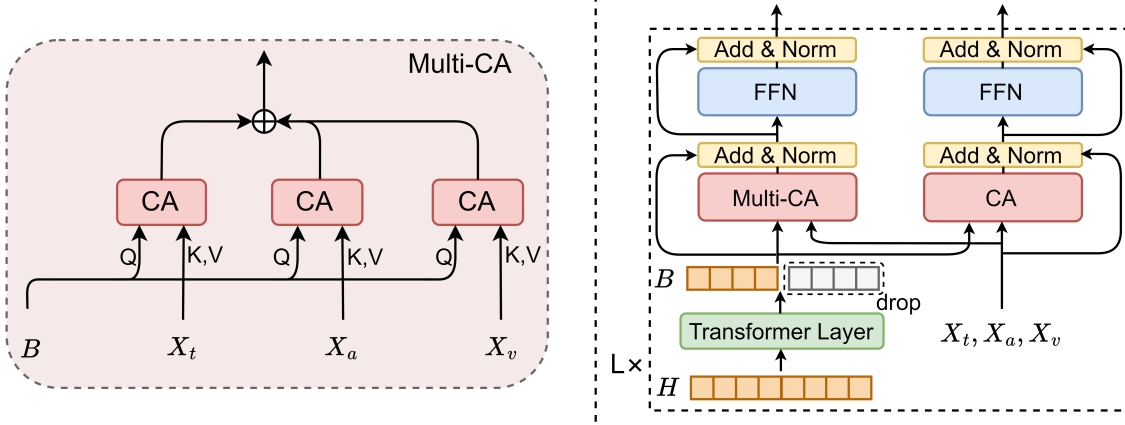 Multi-CA
CA
CA
CA
Q
K,V
Q
K,V
Q
K,V
B
X_t
X_a
X_v
Add & Norm
Add & Norm
FFN
FFN
Add & Norm
Add & Norm
Multi-CA
CA
B
drop
Transformer Layer
X_t, X_a, X_v
L×
H